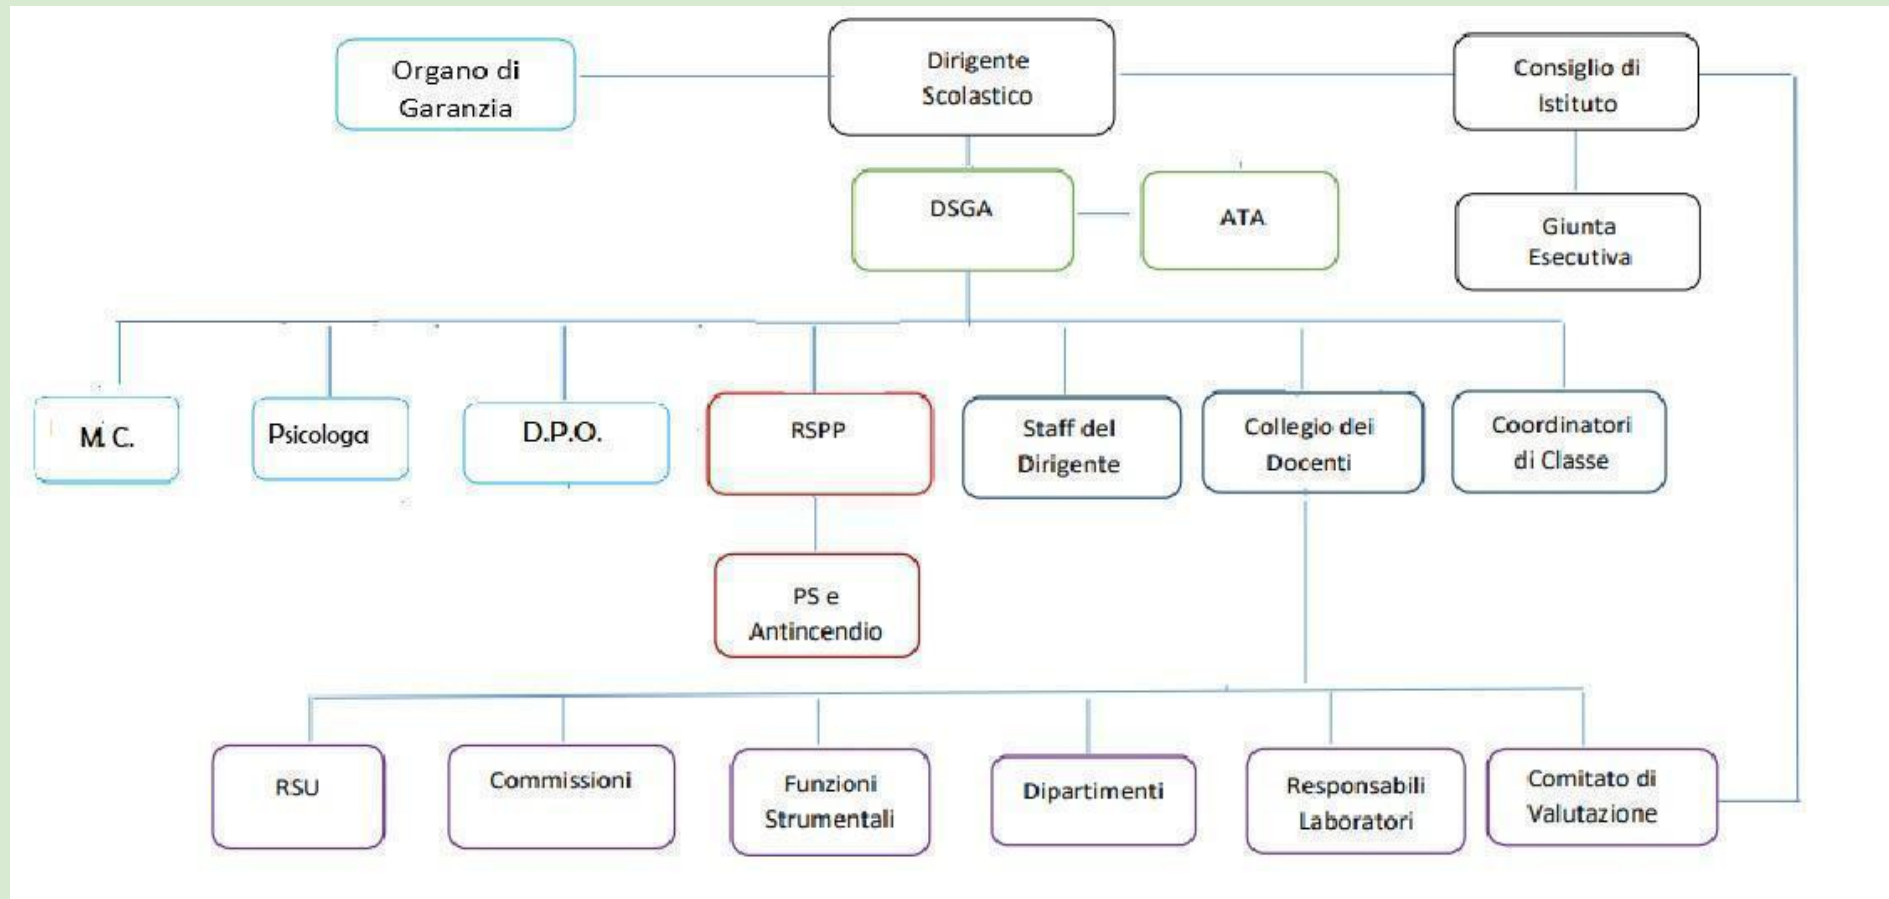 Organo di
Garanzia
Dirigente
Scolastico
Consiglio di
Istituto
DSGA
ATA
Giunta
Esecutiva
M. C.
Psicologa
D.P.O.
RSPP
Staff del
Dirigente
Collegio dei
Docenti
Coordinatori
di Classe
PS e
Antincendio
RSU
Commissioni
Funzioni
Strumentali
Dipartimenti
Responsabili
Laboratori
Comitato di
Valutazione